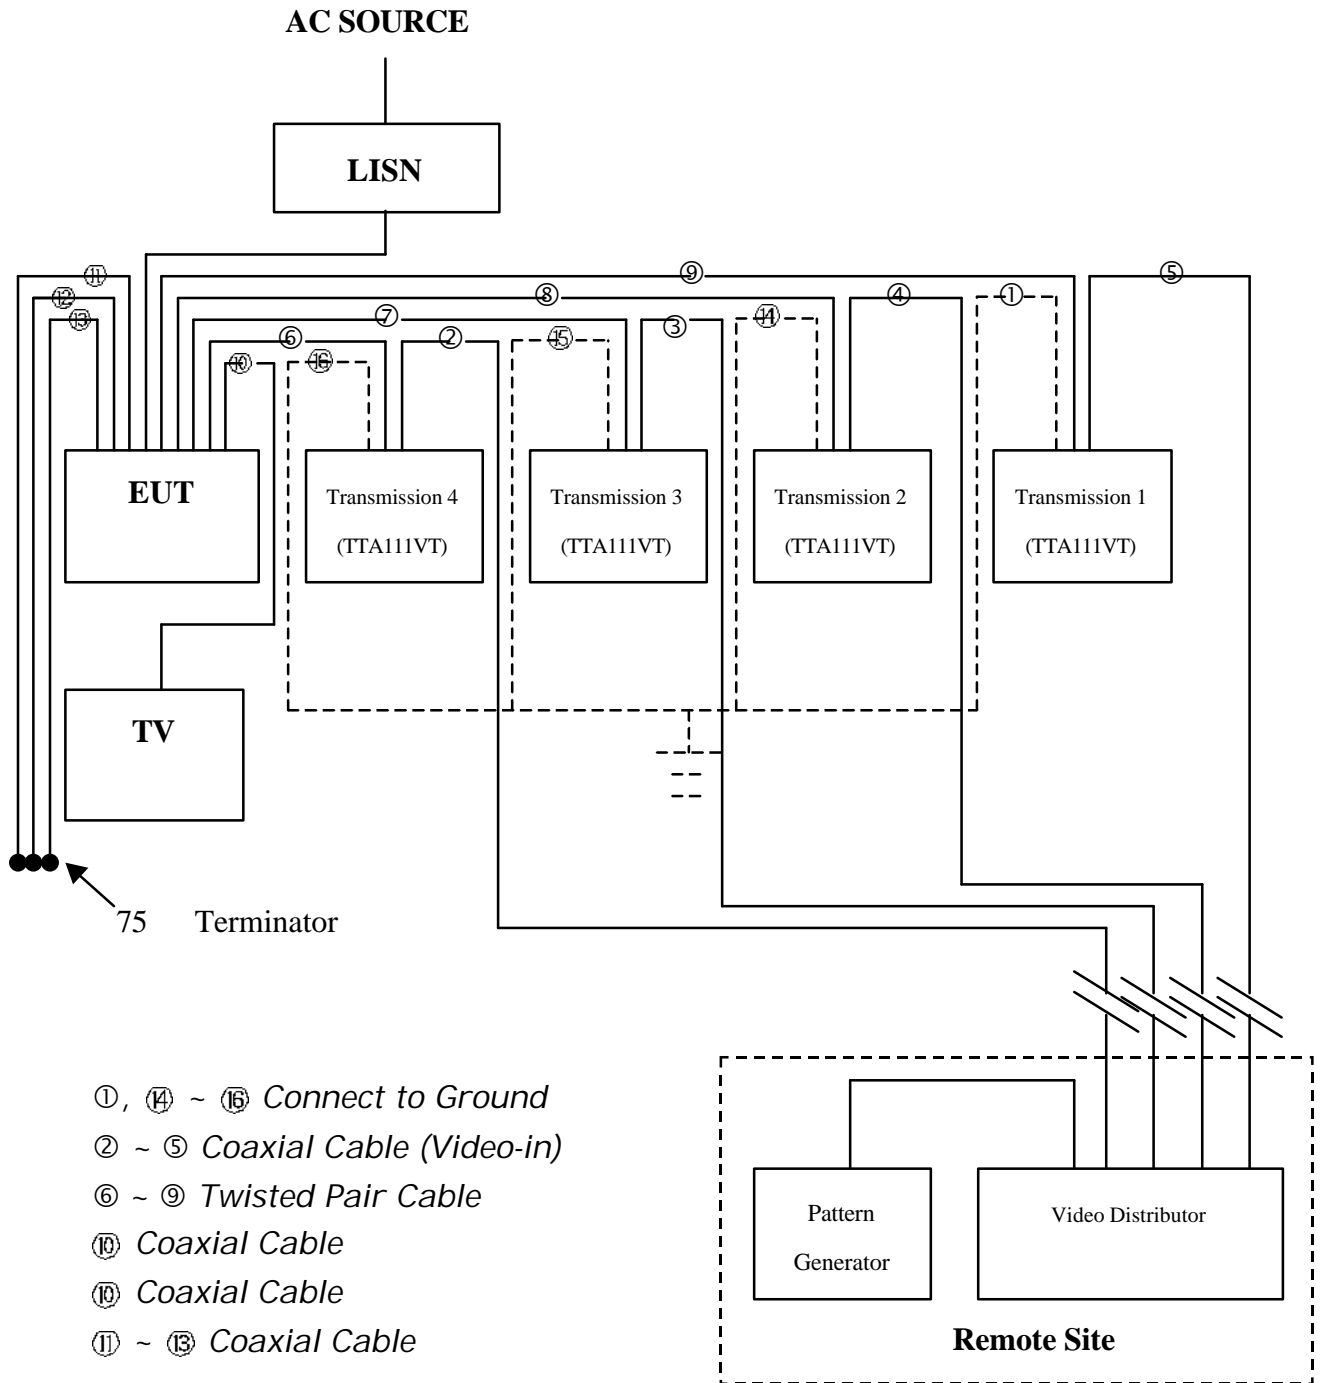 AC SOURCE
LISN
⑪
⑨
⑤
⑫
⑧
④
①
⑬
⑦
③
⑭
⑥
②
⑮
⑩
⑯
EUT
Transmission 4
(TTA111VT)
Transmission 3
(TTA111VT)
Transmission 2
(TTA111VT)
Transmission 1
(TTA111VT)
TV
75 Terminator
①, ⑭ ~ ⑯ Connect to Ground
② ~ ⑤ Coaxial Cable (Video-in)
⑥ ~ ⑨ Twisted Pair Cable
⑩ Coaxial Cable
⑩ Coaxial Cable
⑪ ~ ⑬ Coaxial Cable
Pattern
Generator
Video Distributor
Remote Site